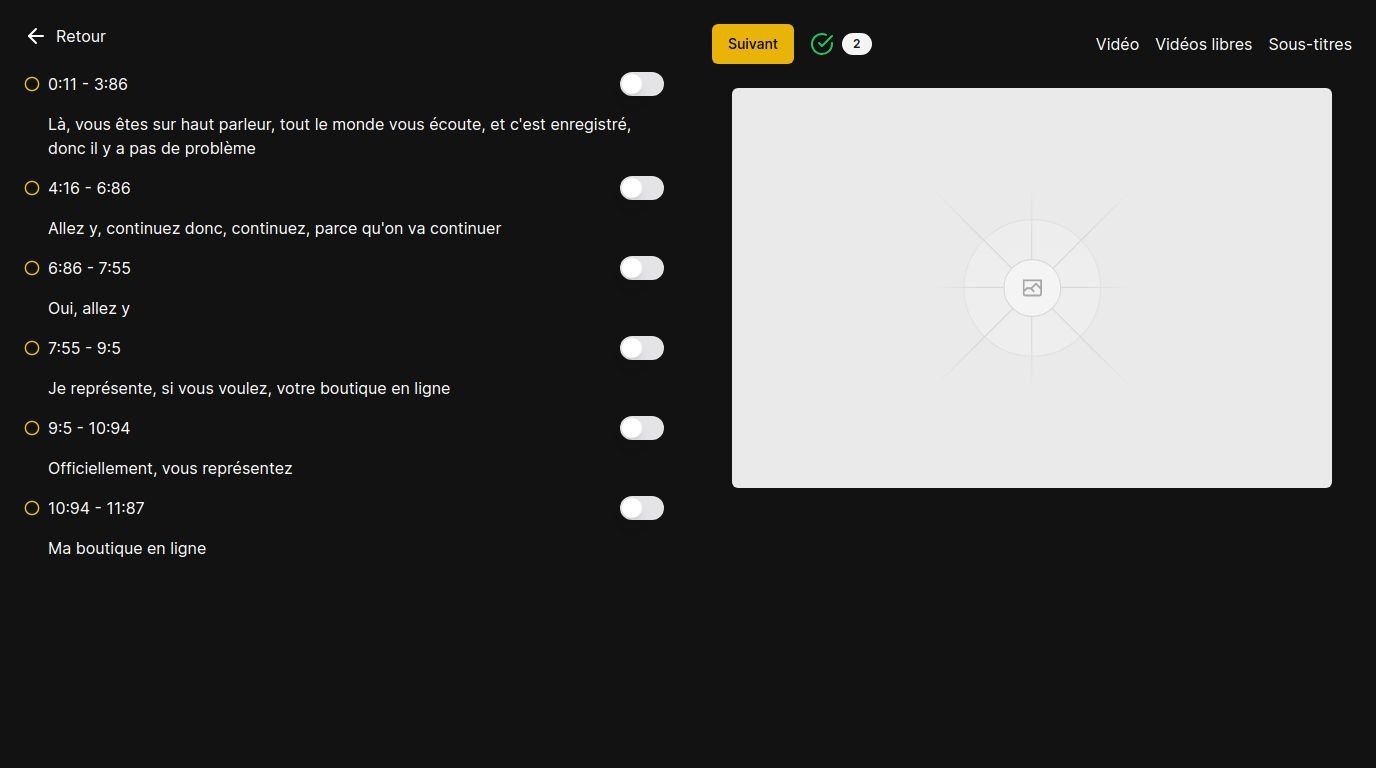 Retour
0:11 - 3:86
Là, vous êtes sur haut parleur, tout le monde vous écoute, et c'est enregistré,
donc il y a pas de problème
4:16 - 6:86
Allez y, continuez donc, continuez, parce qu'on va continuer
6:86 - 7:55
Oui, allez y
7:55 - 9:5
Je représente, si vous voulez, votre boutique en ligne
9:5 - 10:94
Officiellement, vous représentez
10:94 - 11:87
Ma boutique en ligne
Suivant
2
Vidéo
Vidéos libres
Sous-titres